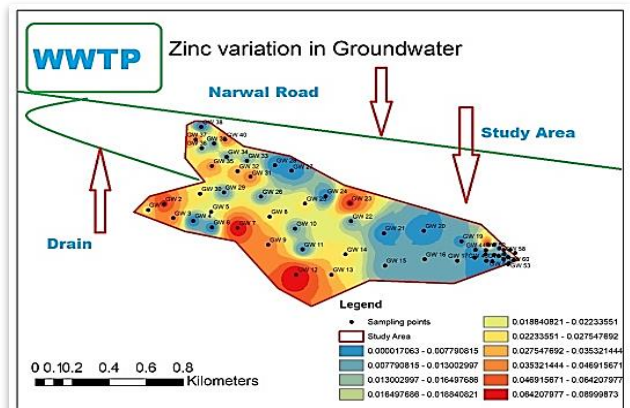 WWTP
Zinc variation in Groundwater
Narwal Road
Study Area
Drain
GW 38
GW 37
GW 40
GW 34
GW 33
GW 35
GW 32
GW 31
GW 27
GW 30
GW 29
GW 26
GW 24
GW 23
GW 2
GW 3
GW 4
GW 5
GW 6
GW 7
GW 8
GW 22
GW 10
GW 21
GW 20
GW 19
GW 9
GW 11
GW 14
GW 12
GW 13
GW 15
GW 16
GW 17
GW 53
Legend
Sampling points
Study Area
0.000017063 - 0.007790815
0.007790815 - 0.013002997
0.013002997 - 0.016497686
0.016497686 - 0.018840821
0.018840821 - 0.02233551
0.02233551 - 0.027547692
0.027547692 - 0.035321444
0.035321444 - 0.046915671
0.046915671 - 0.064207977
0.064207977 - 0.08999873
0 0.10.2 0.4 0.6 0.8
Kilometers